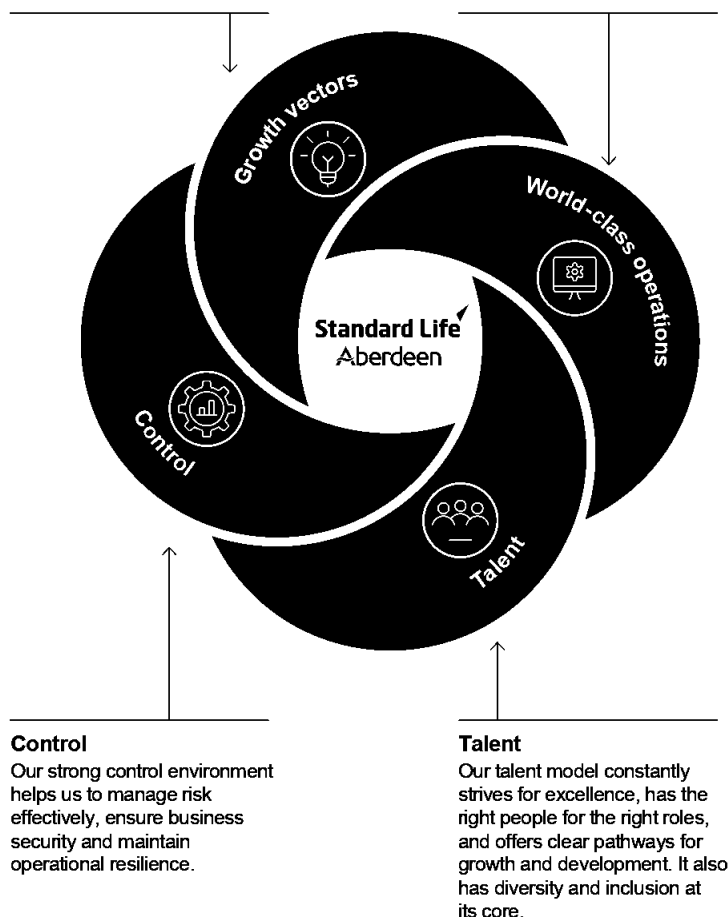 Growth vectors
World-class operations
Standard Life
Aberdeen
Control
Talent
Control
Our strong control environment
helps us to manage risk
effectively, ensure business
security and maintain
operational resilience.
Talent
Our talent model constantly
strives for excellence, has the
right people for the right roles,
and offers clear pathways for
growth and development. It also
has diversity and inclusion at
its core.